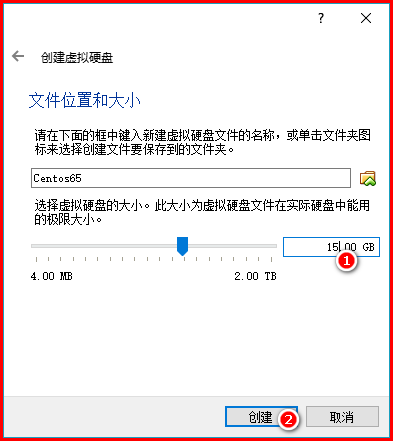 ?
创建虚拟硬盘
文件位置和大小
请在下面的框中键入新建虚拟硬盘文件的名称，或单击文件夹图
标来选择创建文件要保存到的文件夹。
Centos65
选择虚拟硬盘的大小。此大小为虚拟硬盘文件在实际硬盘中能用
的极限大小。
15.00 GB
1
4.00 MB 2.00 TB
创建 2 取消